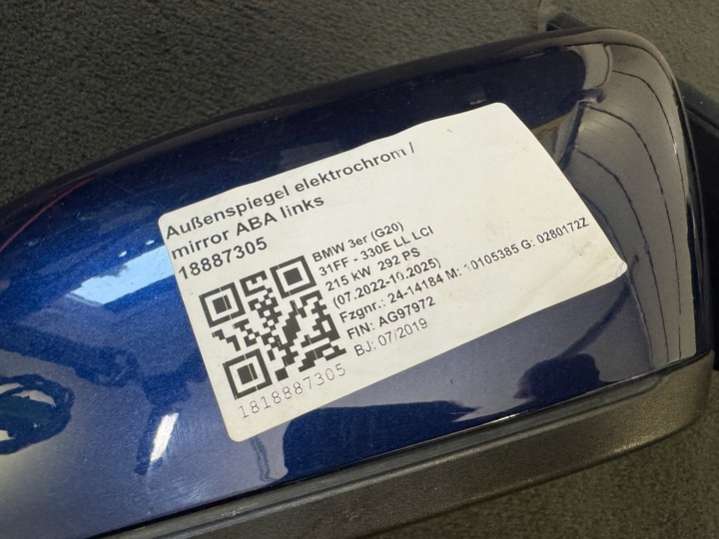 Außenspiegel elektrochrom /
mirror ABA links
18887305
BMW 3er (G20)
31FF - 330E LL LCI
215 kW 292 PS
(07.2022-10.2025)
Fzgnr.: 24-14184 M: 10105385 G: 0280172Z
FIN: AG97972
BJ: 07/2019
1818887305